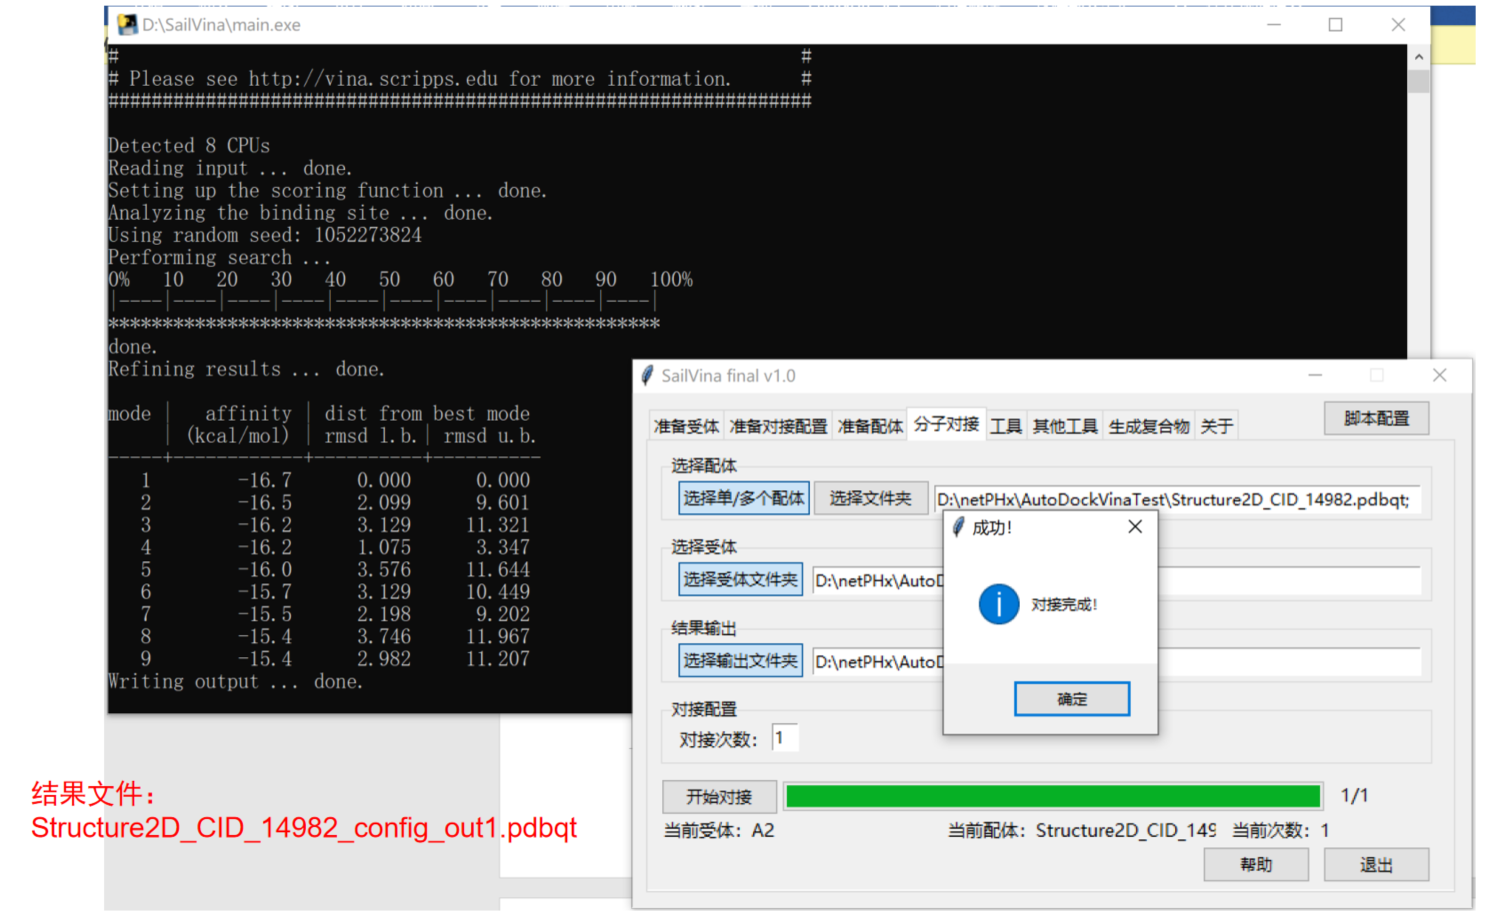 D:\SailVina\main.exe
# #
# Please see http://vina.scripps.edu for more information. #
#################################################################
Detected 8 CPUs
Reading input ... done.
Setting up the scoring function ... done.
Analyzing the binding site ... done.
Using random seed: 1052273824
Performing search ...
0% 10 20 30 40 50 60 70 80 90 100%
|----|----|----|----|----|----|----|----|----|----|
***************************************************
done.
Refining results ... done.
mode | affinity | dist from best mode
| (kcal/mol) | rmsd l.b.| rmsd u.b.
-----+------------+----------+----------
1 -16.7 0.000 0.000
2 -16.5 2.099 9.601
3 -16.2 3.129 11.321
4 -16.2 1.075 3.347
5 -16.0 3.576 11.644
6 -15.7 3.129 10.449
7 -15.5 2.198 9.202
8 -15.4 3.746 11.967
9 -15.4 2.982 11.207
Writing output ... done.
SailVina final v1.0
准备受体 准备对接配置 准备配体 分子对接 工具 其他工具 生成复合物 关于
脚本配置
选择配体
选择单/多个配体 选择文件夹 D:\netPHx\AutoDockVinaTest\Structure2D_CID_14982.pdbqt;
选择受体
选择受体文件夹 D:\netPHx\AutoD
结果输出
选择输出文件夹 D:\netPHx\AutoD
对接配置
对接次数： 1
成功!
对接完成!
确定
开始对接 1/1
当前受体： A2 当前配体： Structure2D_CID_149 当前次数： 1
帮助 退出
结果文件：
Structure2D_CID_14982_config_out1.pdbqt